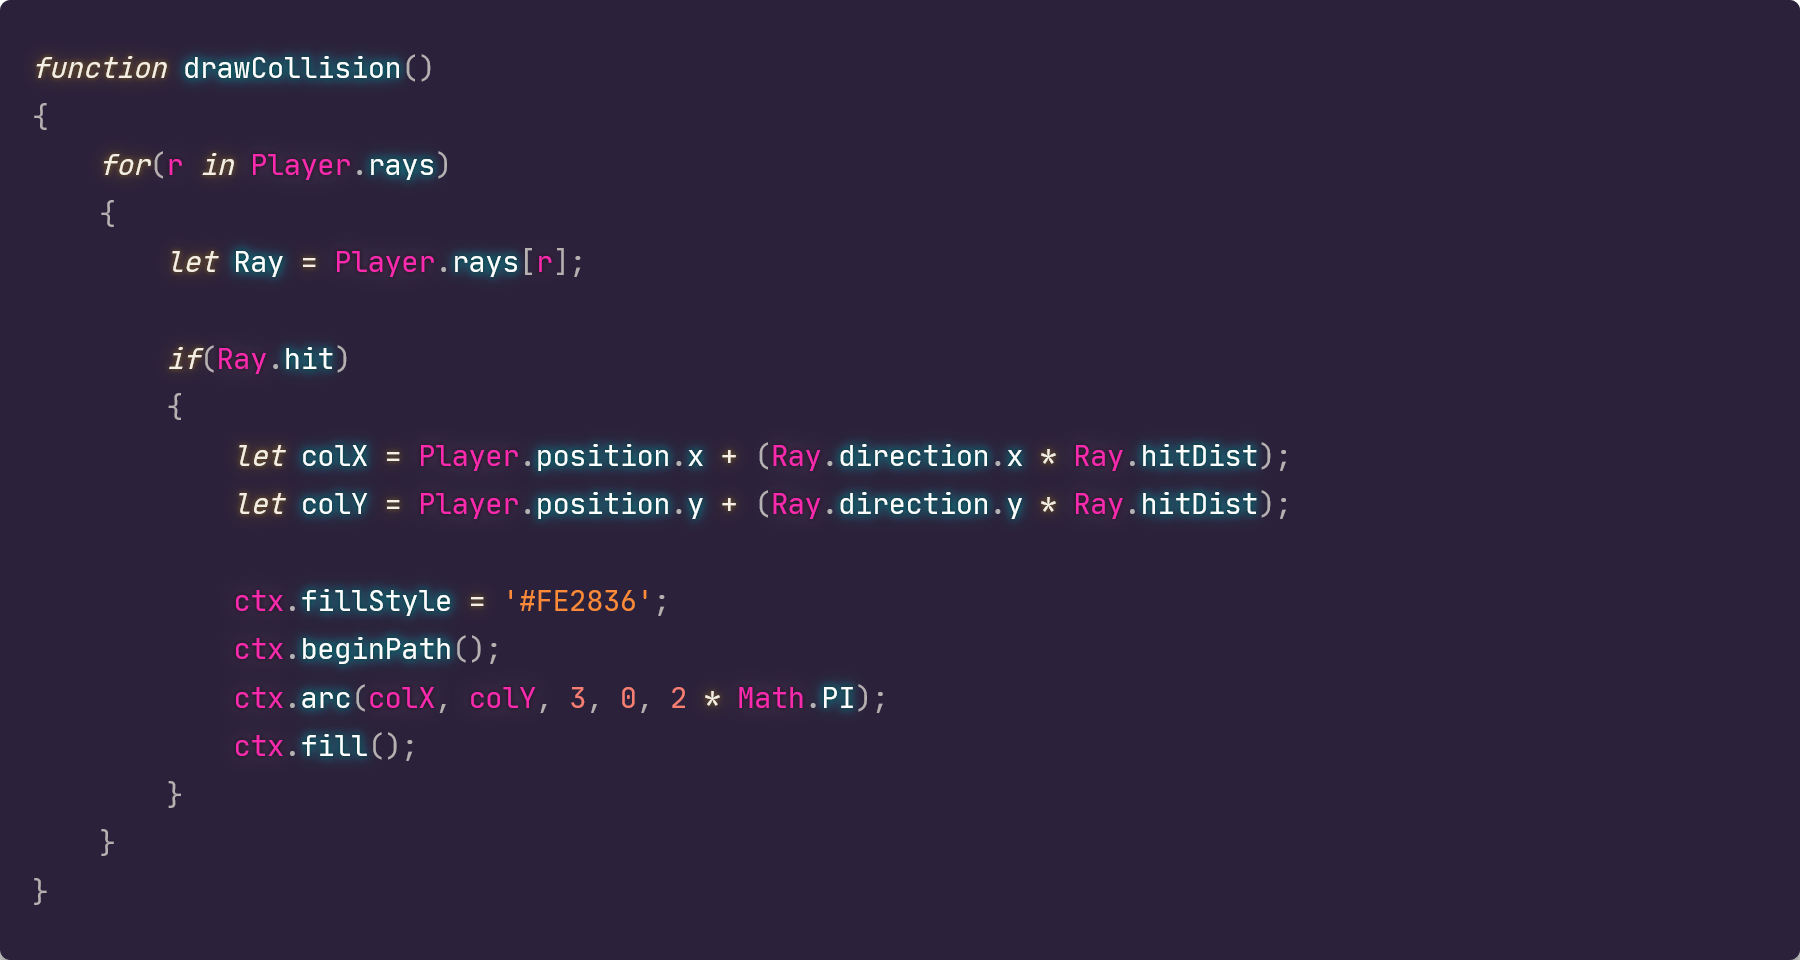 function drawCollision()
{
    for(r in Player.rays)
    {
        let Ray = Player.rays[r];

        if(Ray.hit)
        {
            let colX = Player.position.x + (Ray.direction.x * Ray.hitDist);
            let colY = Player.position.y + (Ray.direction.y * Ray.hitDist);

            ctx.fillStyle = '#FE2836';
            ctx.beginPath();
            ctx.arc(colX, colY, 3, 0, 2 * Math.PI);
            ctx.fill();
        }
    }
}